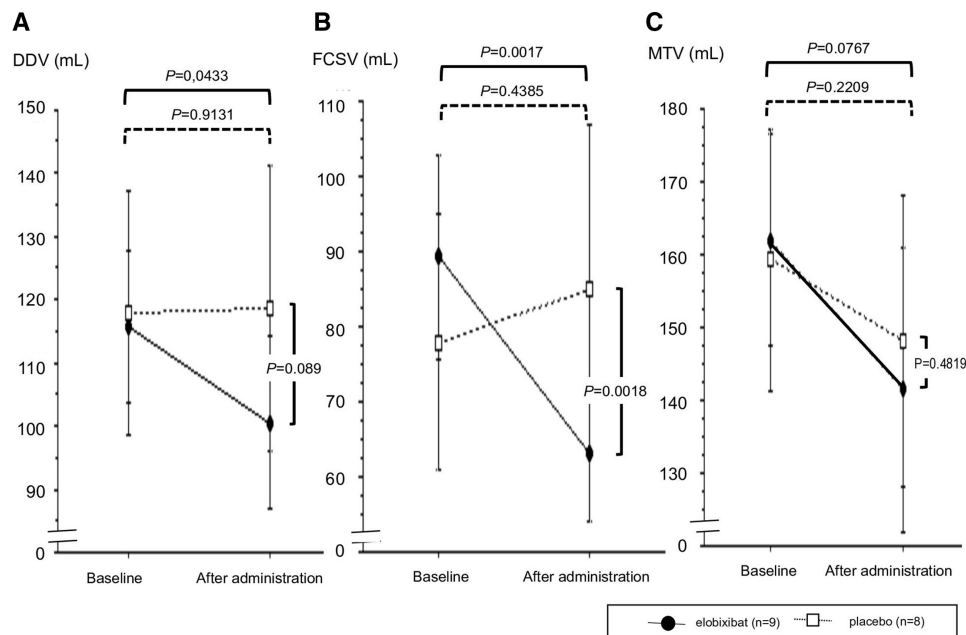 A
DDV (mL)
P=0,0433
P=0.9131
150
140
130
120
110
100
90
0
P=0.089
Baseline
After administration
B
FCSV (mL)
P=0.0017
P=0.4385
110
100
90
80
70
60
0
P=0.0018
Baseline
After administration
C
MTV (mL)
P=0.0767
P=0.2209
180
170
160
150
140
130
0
P=0.4819
Baseline
After administration
elobixibat (n=9) placebo (n=8)